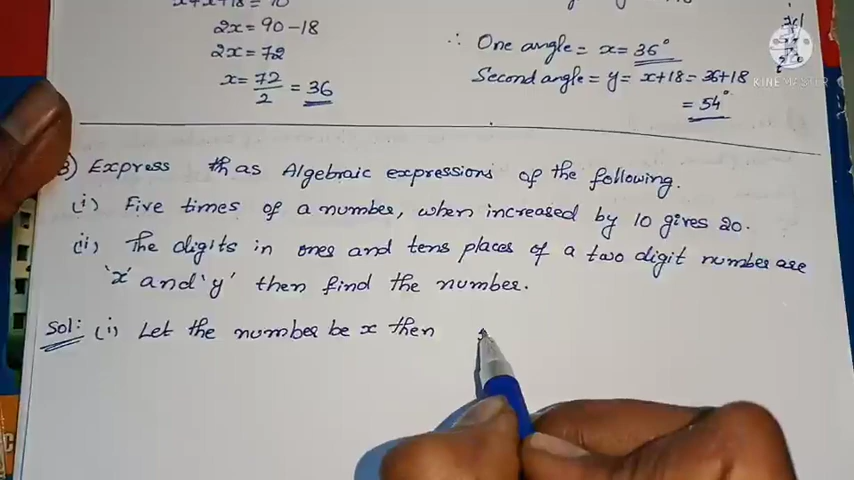 2x = 90 - 18
2x = 72
x = 72/2 = 36
∴ One angle = x = 36°
Second angle = y = x+18 = 36+18
= 54°
KINEMASTER
3) Express th as Algebraic expressions of the following.
(i) Five times of a number, when increased by 10 gives 20.
(ii) The digits in ones and tens places of a two digit number are
'x' and 'y' then find the number.
Sol: (i) Let the number be x then